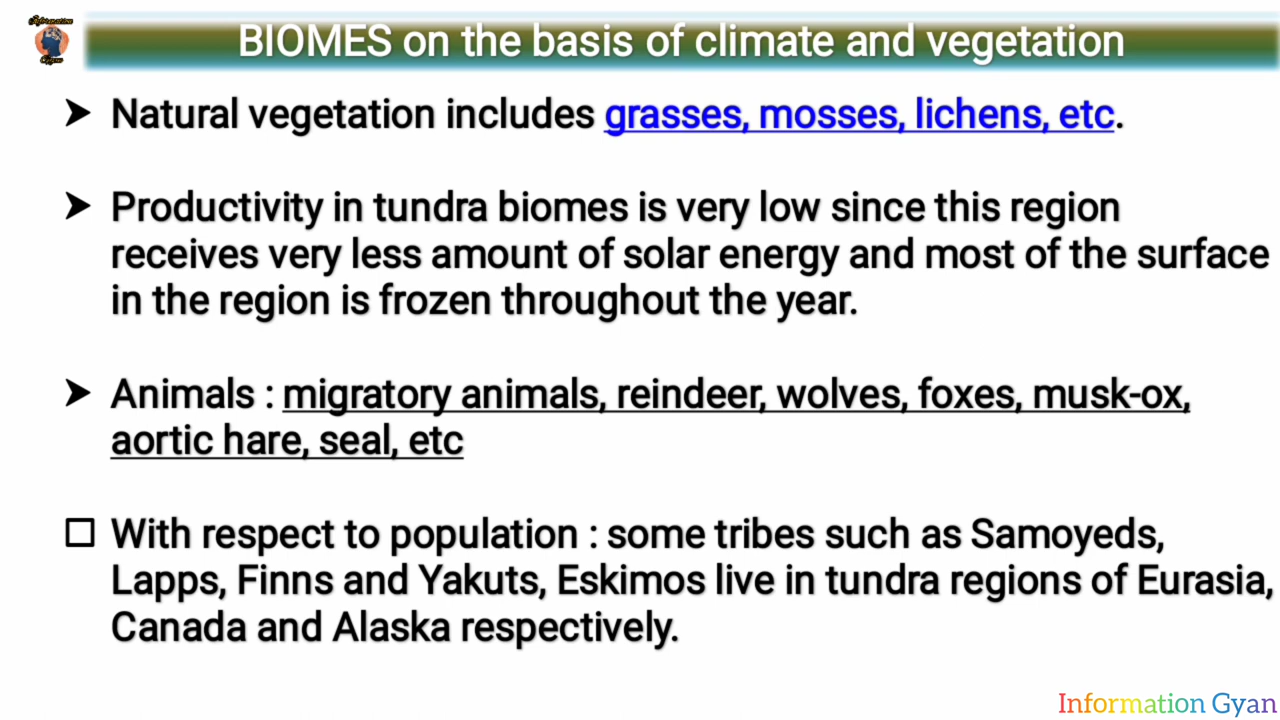 Information
Gyan
BIOMES on the basis of climate and vegetation
➤ Natural vegetation includes grasses, mosses, lichens, etc.
➤ Productivity in tundra biomes is very low since this region
receives very less amount of solar energy and most of the surface
in the region is frozen throughout the year.
➤ Animals : migratory animals, reindeer, wolves, foxes, musk-ox,
aortic hare, seal, etc
☐ With respect to population : some tribes such as Samoyeds,
Lapps, Finns and Yakuts, Eskimos live in tundra regions of Eurasia,
Canada and Alaska respectively.
Information Gyan